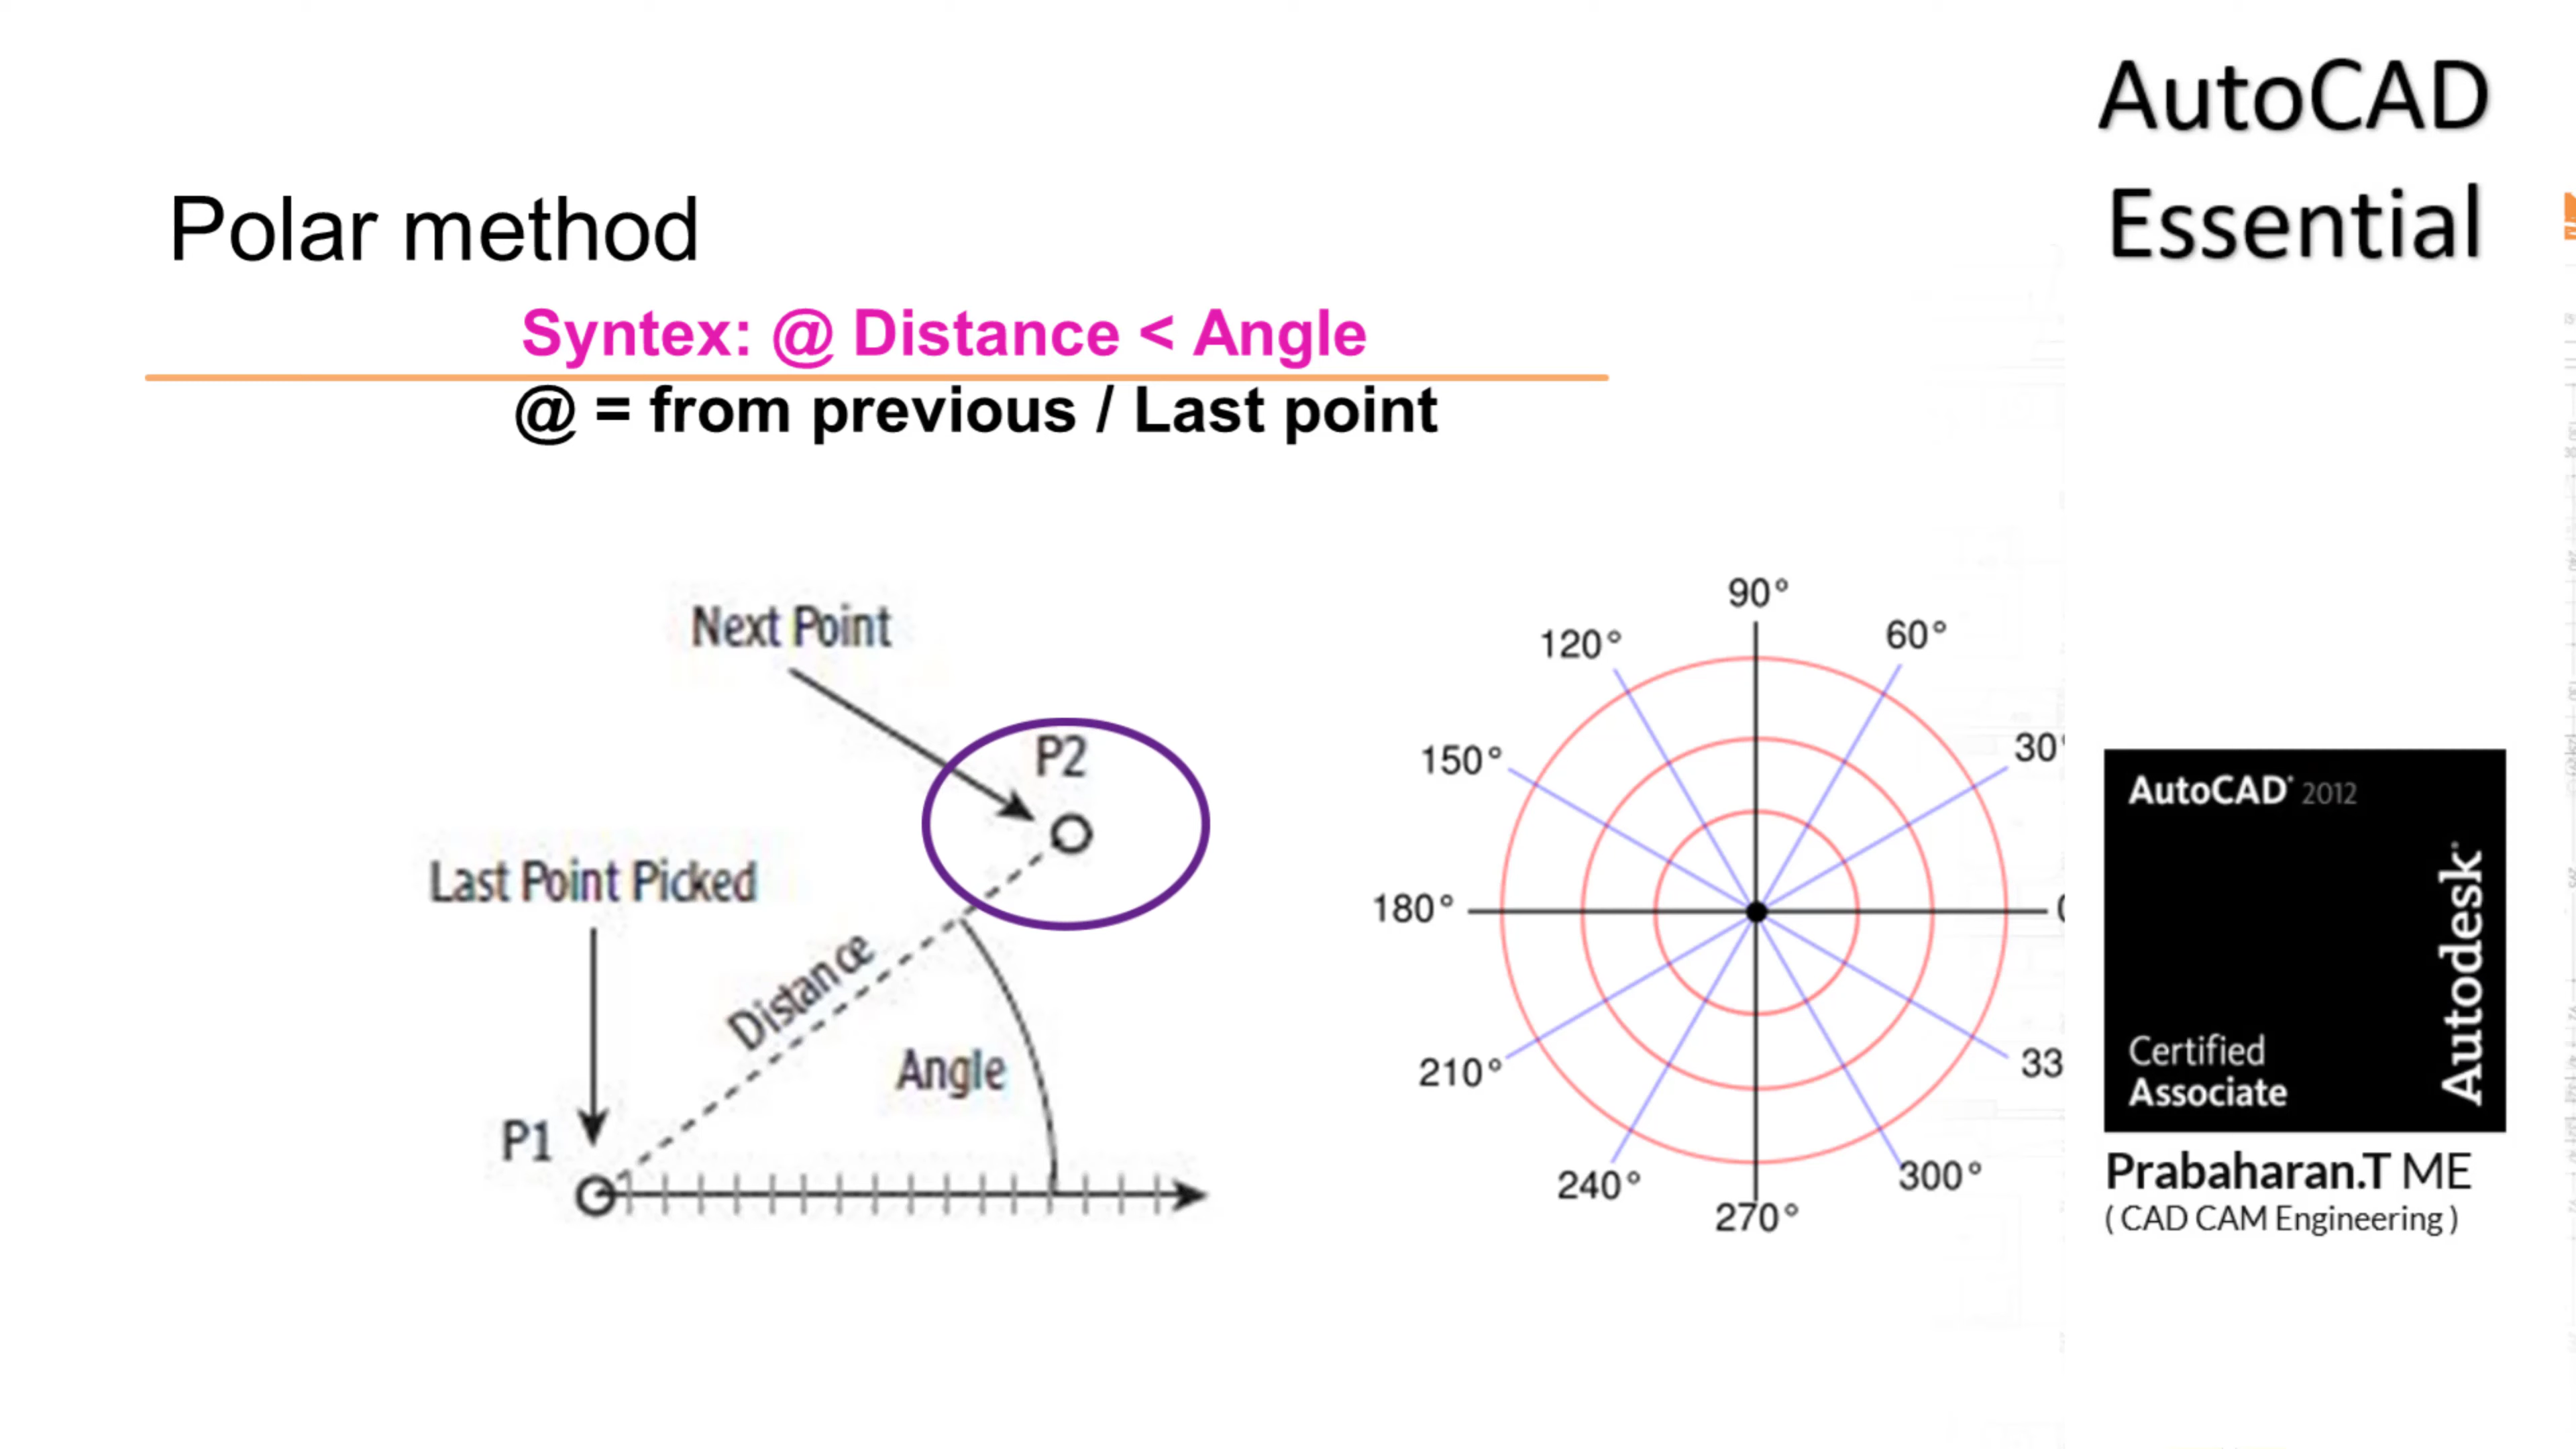 AutoCAD
Essential
Polar method
Syntex: @ Distance < Angle
@ = from previous / Last point
Next Point
P2
Last Point Picked
Distance
Angle
P1
90°
120°
60°
150°
30°
180°
210°
33
240°
300°
270°
AutoCAD 2012
Autodesk
Certified
Associate
Prabaharan.T ME
( CAD CAM Engineering )